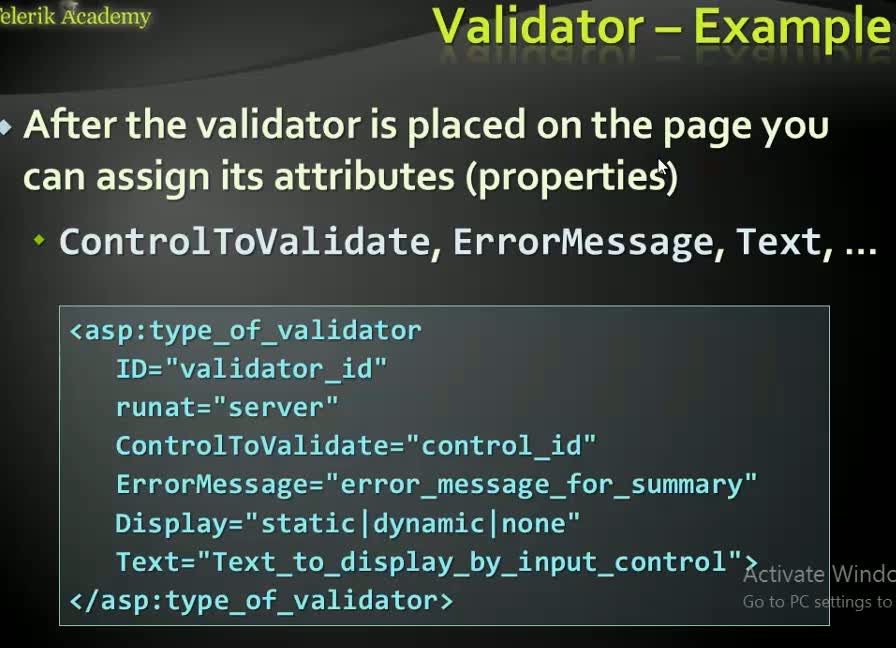 Telerik Academy
Validator – Example
After the validator is placed on the page you
can assign its attributes (properties)
ControlToValidate, ErrorMessage, Text, …
<asp:type_of_validator
ID="validator_id"
runat="server"
ControlToValidate="control_id"
ErrorMessage="error_message_for_summary"
Display="static|dynamic|none"
Text="Text_to_display_by_input_control">
</asp:type_of_validator>
Activate Windo
Go to PC settings to